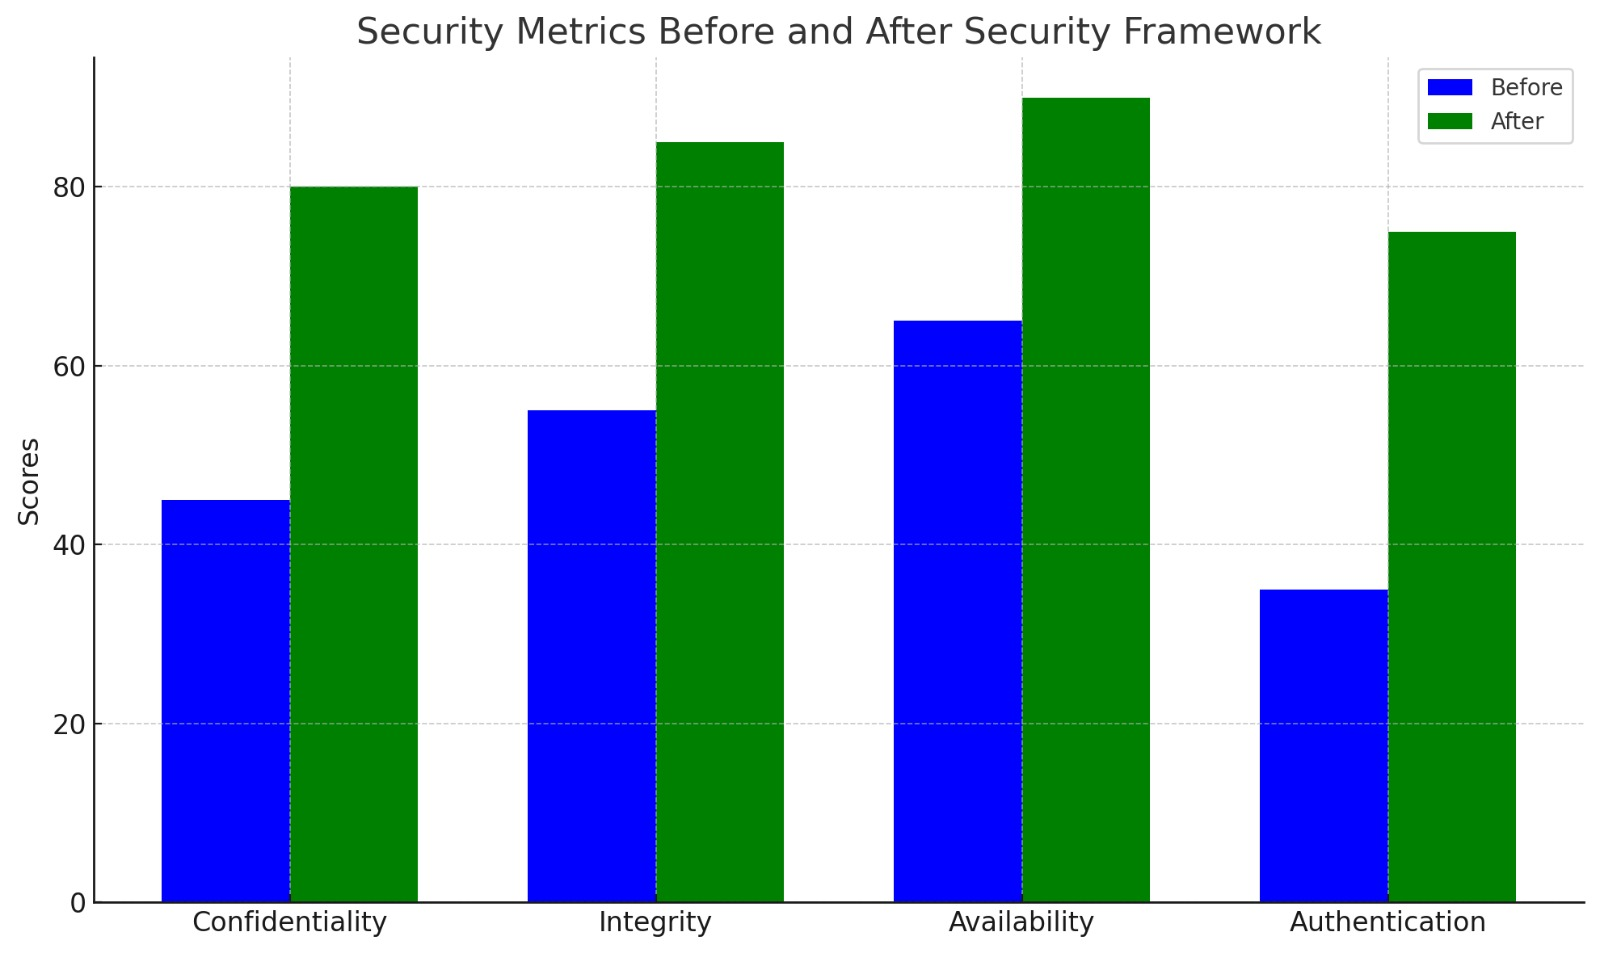 Security Metrics Before and After Security Framework
Before
After
Scores
80
60
40
20
0
Confidentiality
Integrity
Availability
Authentication